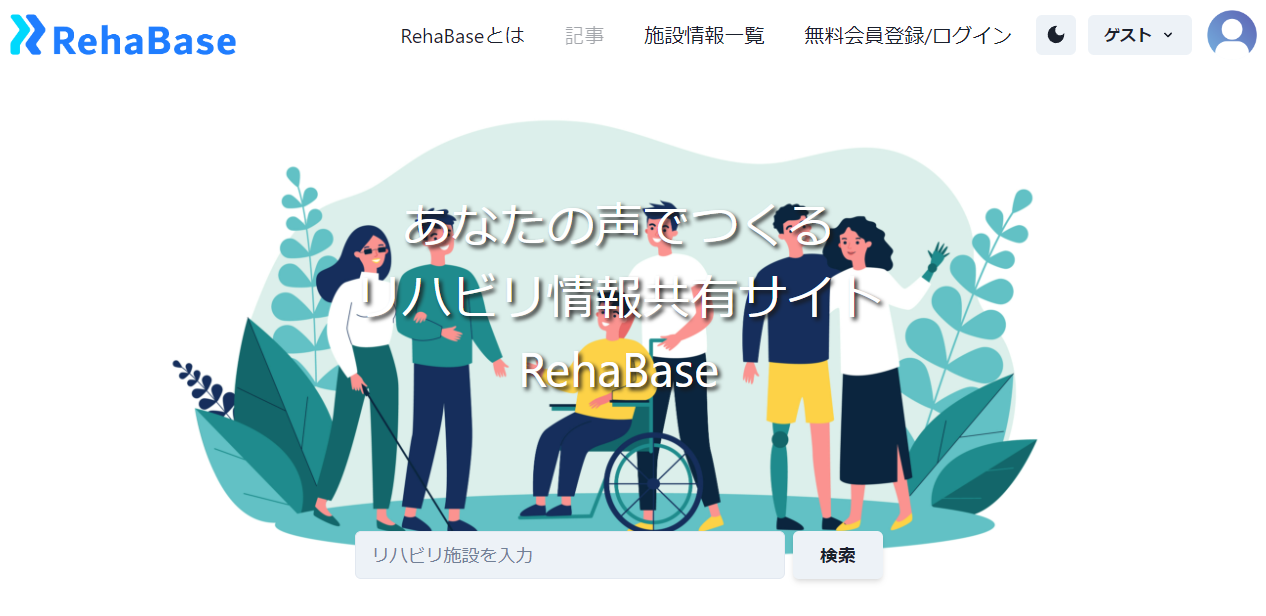 RehaBase
RehaBaseとは
記事
施設情報一覧
無料会員登録/ログイン
ゲスト
あなたの声でつくる
リハビリ情報共有サイト
RehaBase
リハビリ施設を入力
検索